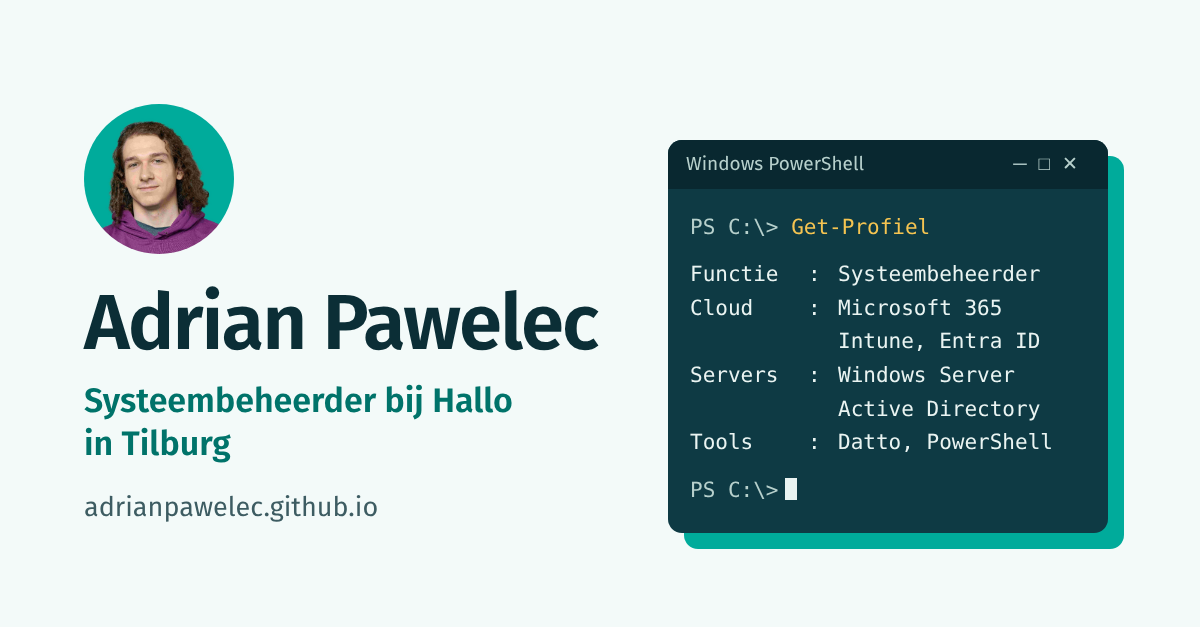 Adrian Pawelec
Systeembeheerder bij Hallo
in Tilburg
adrianpawelec.github.io
Windows PowerShell
PS C:\> Get-Profiel
Functie : Systeembeheerder
Cloud : Microsoft 365
Intune, Entra ID
Servers : Windows Server
Active Directory
Tools : Datto, PowerShell
PS C:\>